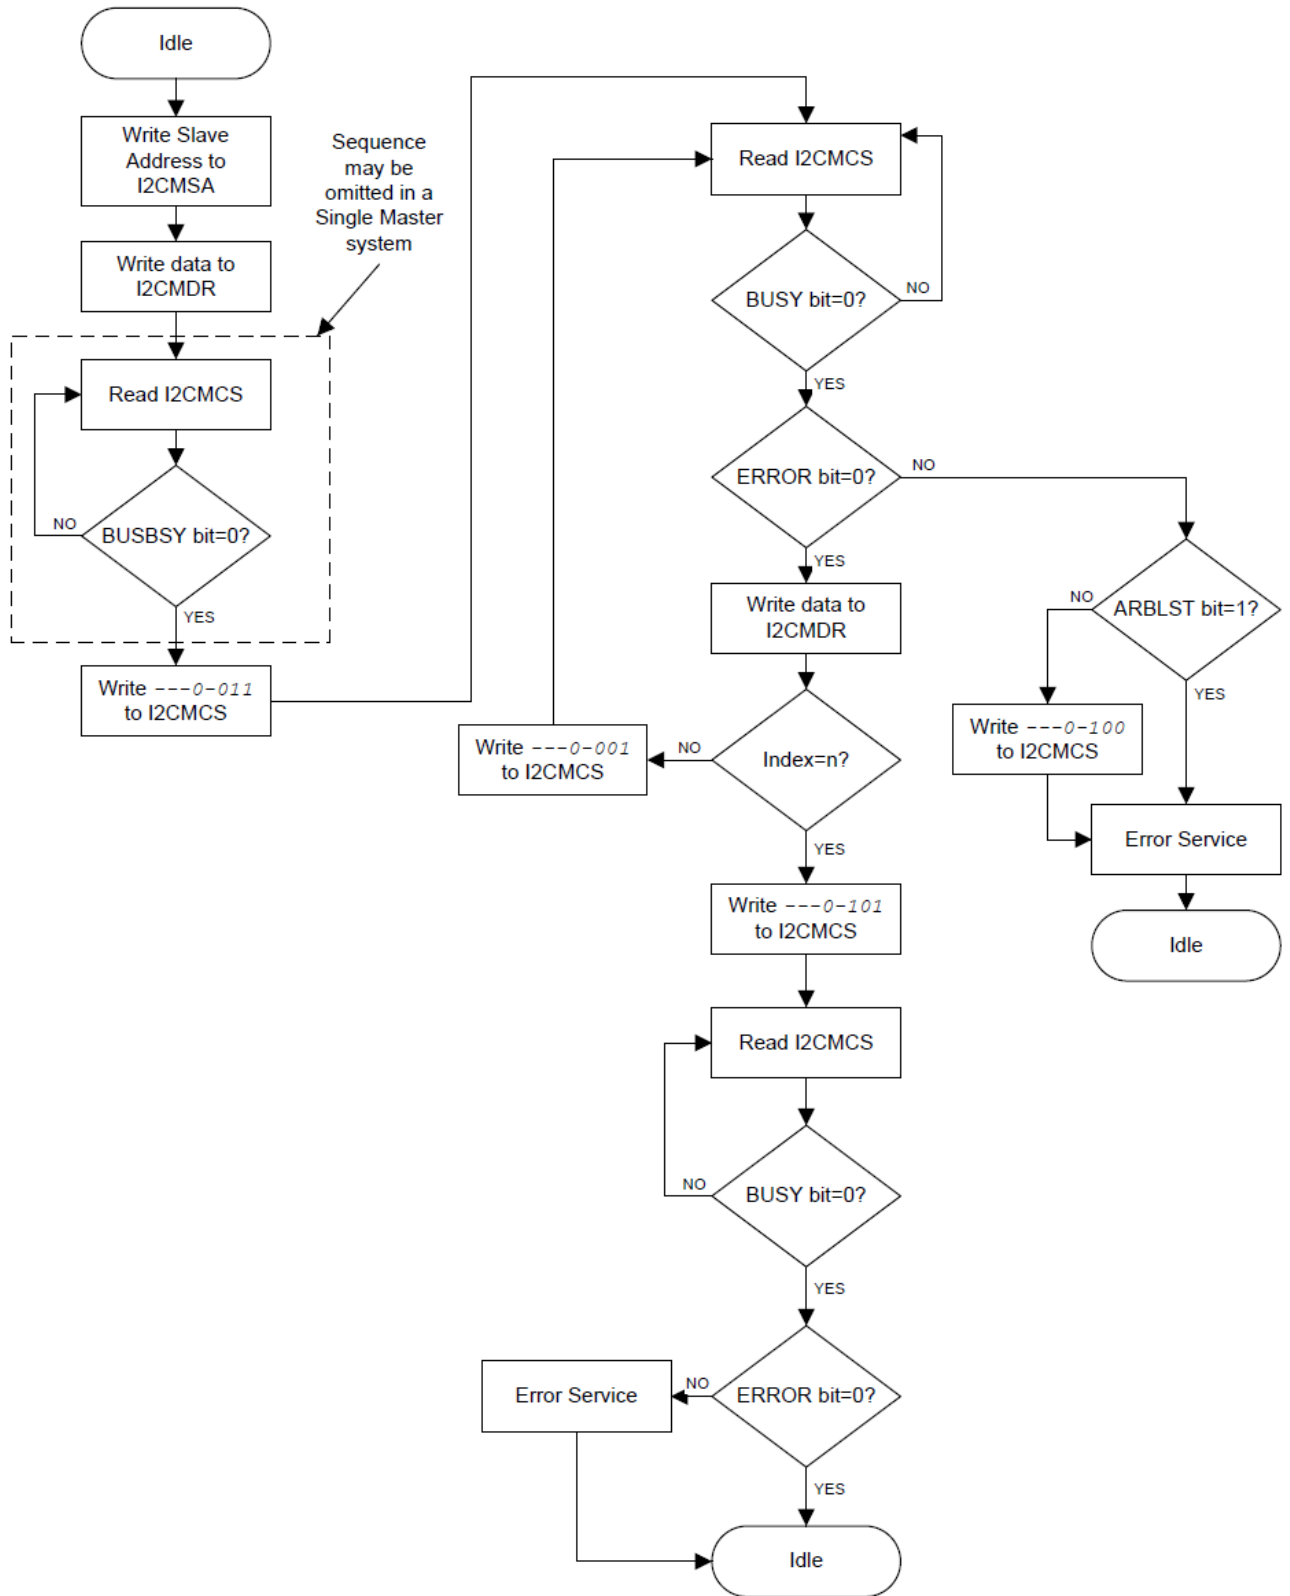 Idle
Write Slave
Address to
I2CMSA
Write data to
I2CMDR
Sequence
may be
omitted in a
Single Master
system
Read I2CMCS
BUSBSY bit=0?
NO
YES
Write ---0-011
to I2CMCS
Read I2CMCS
BUSY bit=0?
NO
YES
ERROR bit=0?
NO
YES
Write data to
I2CMDR
Index=n?
NO
Write ---0-001
to I2CMCS
YES
ARBLST bit=1?
NO
YES
Write ---0-100
to I2CMCS
Error Service
Idle
Write ---0-101
to I2CMCS
Read I2CMCS
BUSY bit=0?
NO
YES
ERROR bit=0?
NO
Error Service
YES
Idle